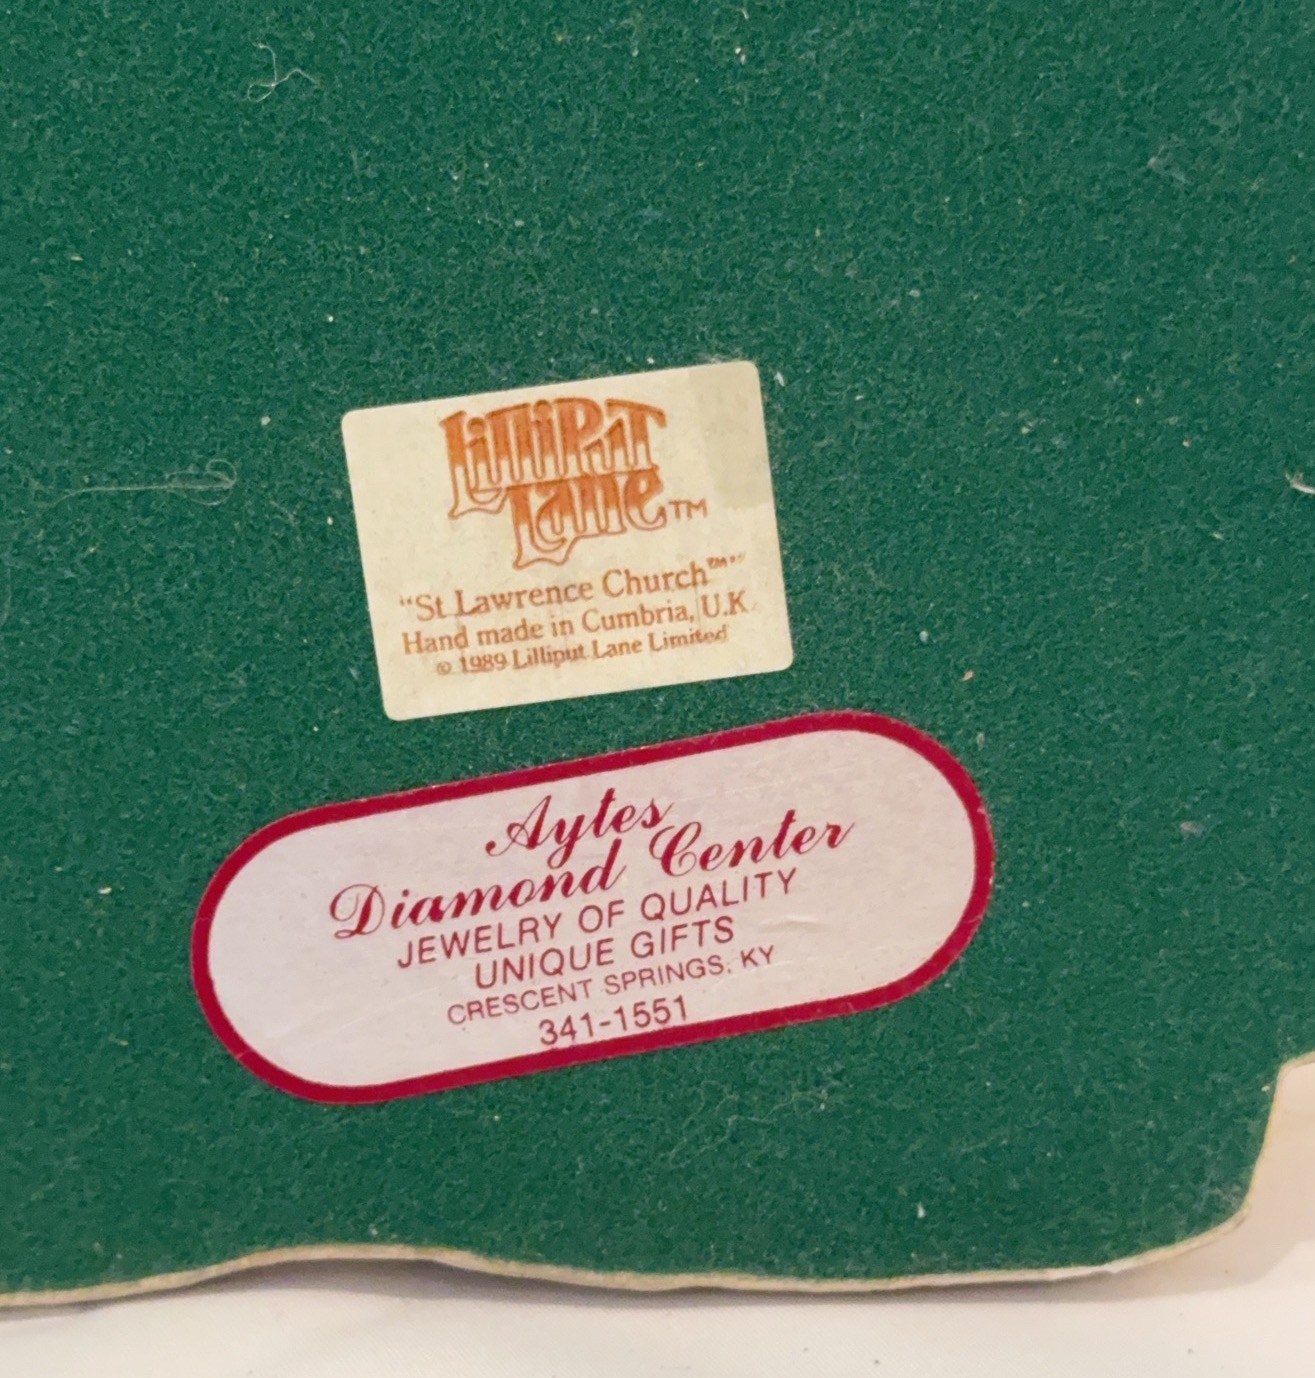 Lilliput
Lane™
"St Lawrence Church™"
Hand made in Cumbria, U.K.
© 1989 Lilliput Lane Limited
Aytes
Diamond Center
JEWELRY OF QUALITY
UNIQUE GIFTS
CRESCENT SPRINGS, KY
341-1551